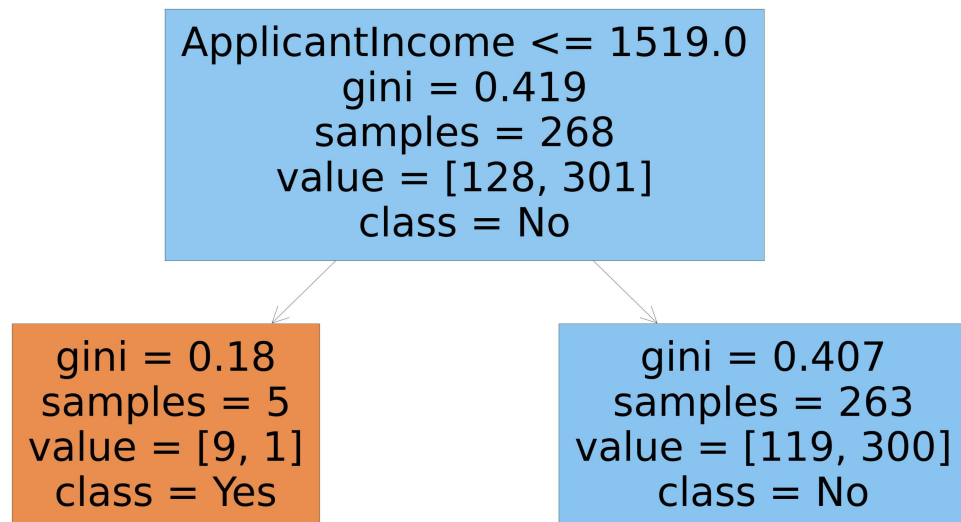 ApplicantIncome <= 1519.0
gini = 0.419
samples = 268
value = [128, 301]
class = No
gini = 0.18
samples = 5
value = [9, 1]
class = Yes
gini = 0.407
samples = 263
value = [119, 300]
class = No